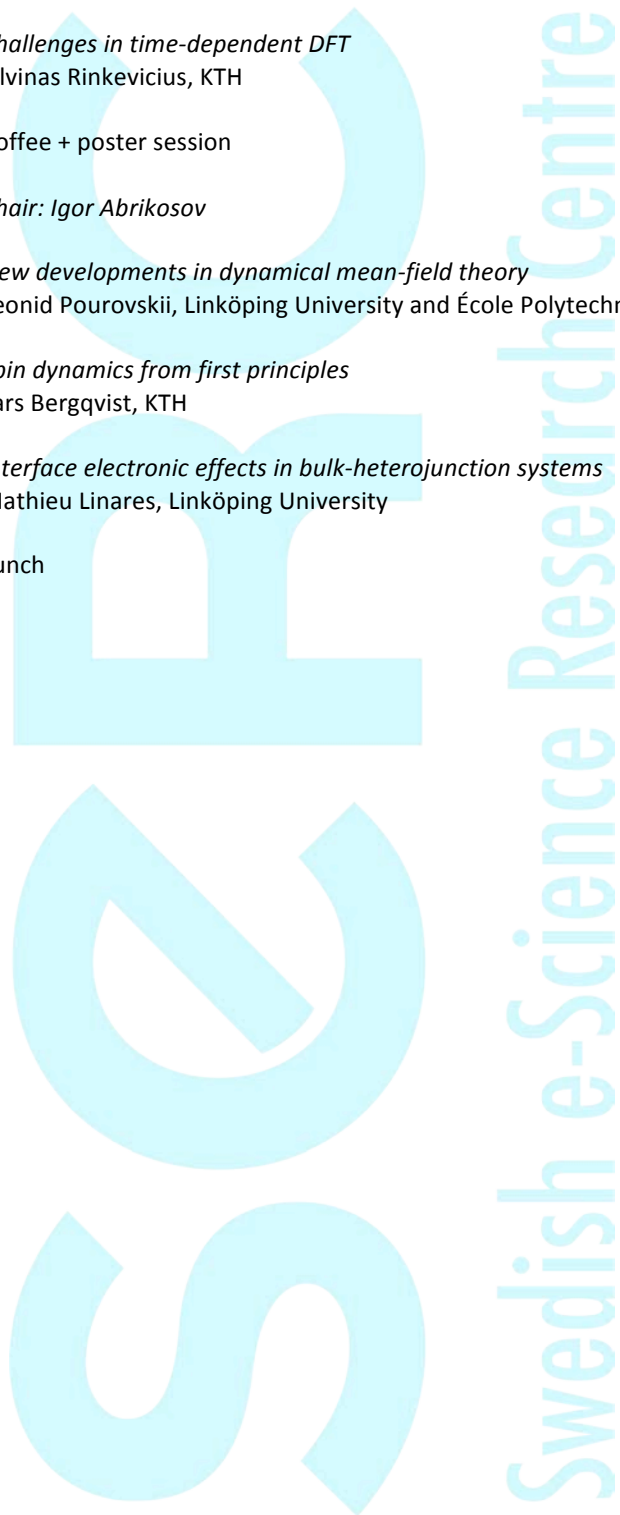 hallenges in time-dependent DFT
lvinas Rinkevicius, KTH
offee + poster session
hair: Igor Abrikosov
ew developments in dynamical mean-field theory
eonid Pourovskii, Linköping University and École Polytechn
pin dynamics from first principles
ars Bergqvist, KTH
nterface electronic effects in bulk-heterojunction systems
athieu Linares, Linköping University
unch
SeRC
Swedish e-Science Research Centre